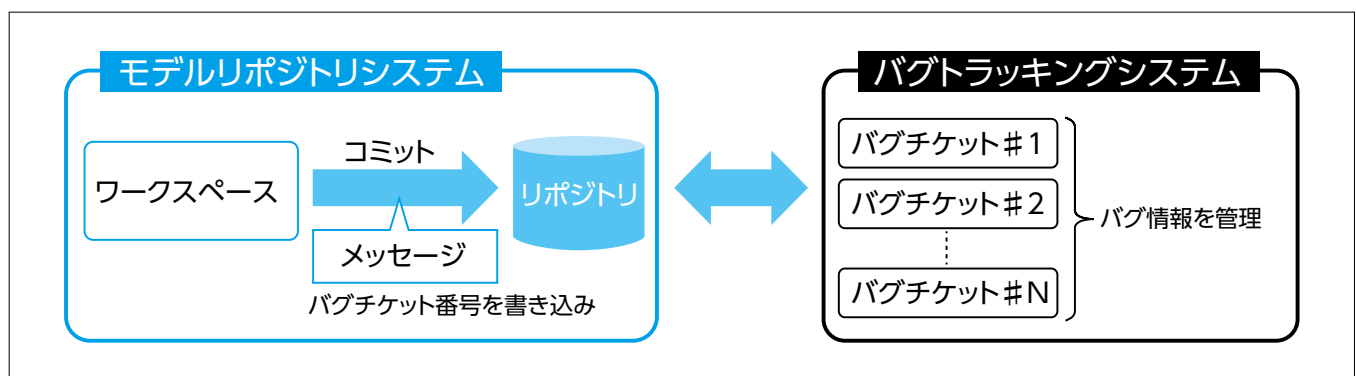 モデルリポジトリシステム
ワークスペース
コミット
メッセージ
バグチケット番号を書き込み
リポジトリ
バグトラッキングシステム
バグチケット♯1
バグチケット♯2
バグチケット♯N
バグ情報を管理